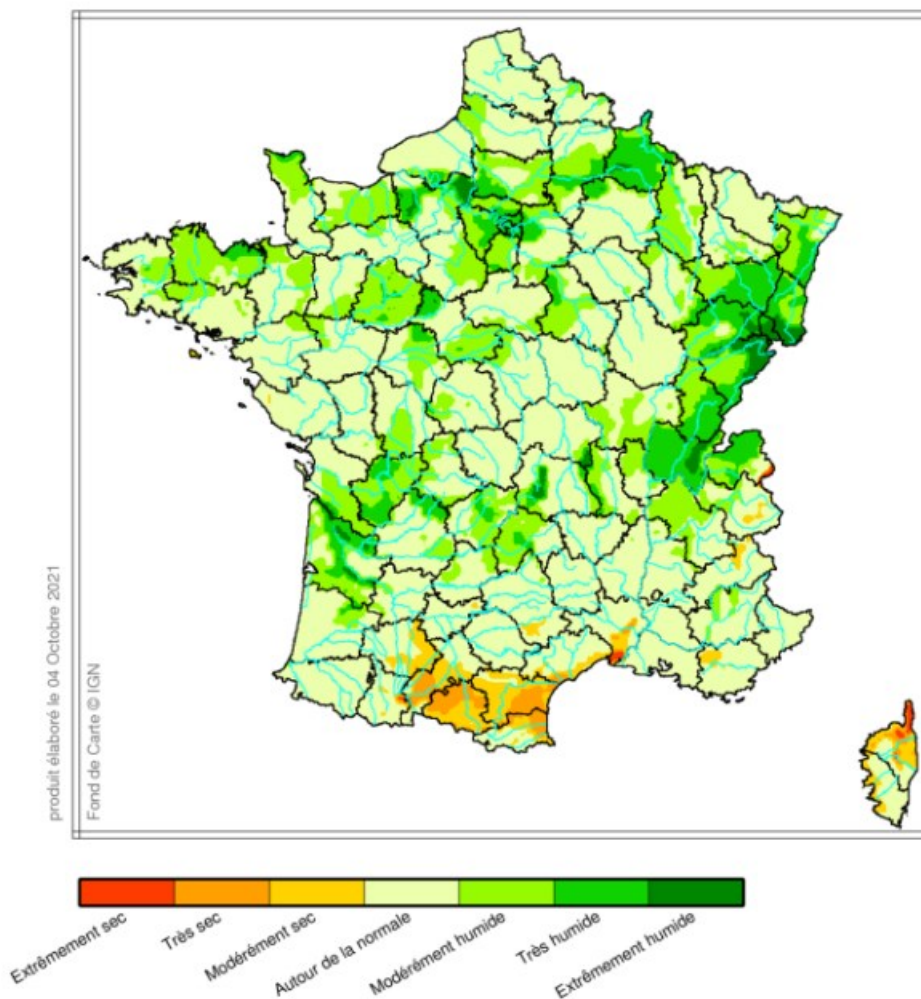 produit élaboré le 04 Octobre 2021
Fond de Carte © IGN
Extrêmement sec
Très sec
Modérément sec
Autour de la normale
Modérément humide
Très humide
Extrêmement humide